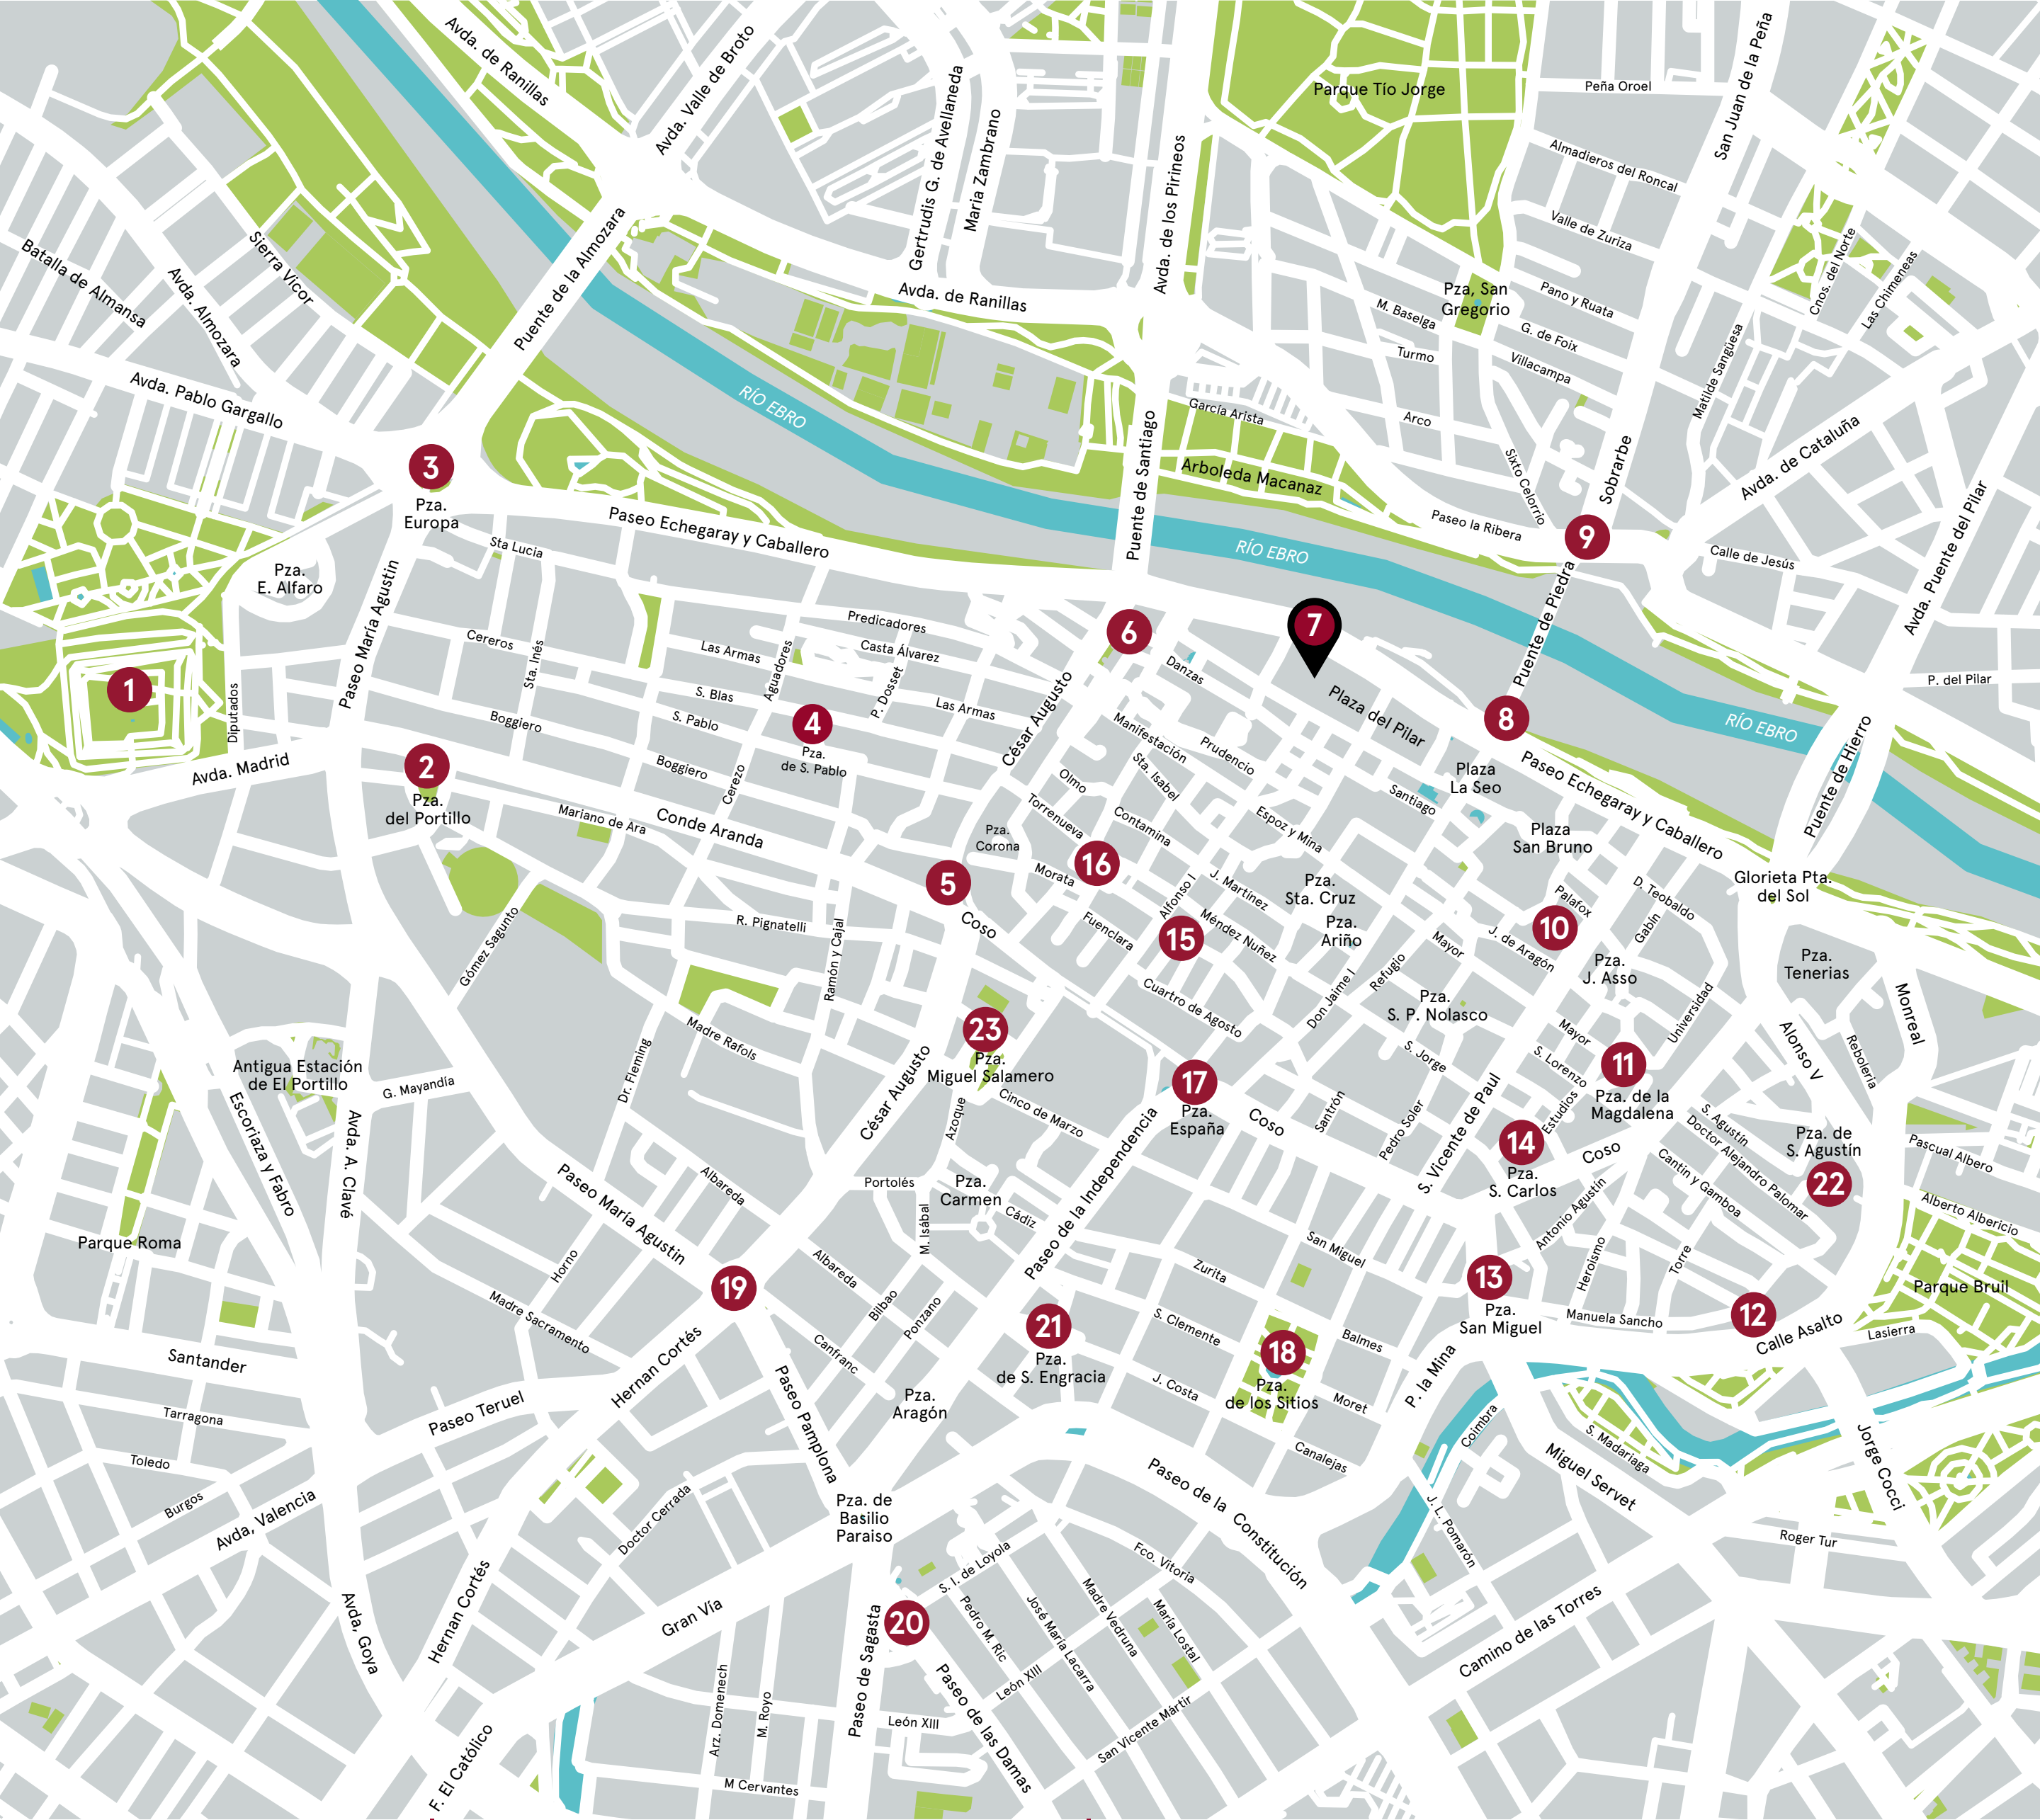 Avda. de Ranillas
Avda. Valle de Broto
Gertrudis G. de Avellaneda
Maria Zambrano
Avda. de los Pirineos
Parque Tío Jorge
Peña Oroel
San Juan de la Peña
Almadieros del Roncal
Valle de Zuriza
Cnos. del Norte
Las Chimeneas
Batalla de Almansa
Avda. Almozara
Sierra Vicor
Puente de la Almozara
Avda. de Ranillas
Pza, San
Gregorio
Pano y Ruata
M. Baselga
G. de Foix
Turmo
Villacampa
Matilde Sangüesa
Avda. Pablo Gargallo
RÍO EBRO
García Arista
Arco
Puente de Santiago
Arboleda Macanaz
Sixto Celorrio
Sobrarbe
Avda. de Cataluña
3
Pza.
Europa
Paseo Echegaray y Caballero
Paseo la Ribera
9
Avda. Puente del Pilar
Sta Lucia
RÍO EBRO
Calle de Jesús
Pza.
E. Alfaro
Paseo María Agustin
Puente de Piedra
Predicadores
6
7
Cereros
Sta. Inés
Las Armas
Casta Álvarez
Aguadores
P. Dosset
Danzas
P. del Pilar
1
Diputados
S. Blas
Las Armas
César Augusto
Plaza del Pilar
8
RÍO EBRO
Boggiero
S. Pablo
4
Pza.
de S. Pablo
Manifestación
Prudencio
Avda. Madrid
2
Pza.
del Portillo
Boggiero
Cerezo
Olmo
Sta. Isabel
Plaza
La Seo
Paseo Echegaray y Caballero
Puente de Hierro
Mariano de Ara
Conde Aranda
Torrenueva
Contamina
Santiago
Espoz y Mina
Pza.
Corona
Plaza
San Bruno
5
Morata
16
Alfonso I
J. Martínez
Pza.
Sta. Cruz
Palafox
D. Teobaldo
Glorieta Pta.
del Sol
R. Pignatelli
Coso
Fuenclara
15
Méndez Nuñez
Pza.
Ariño
Mayor
J. de Aragón
10
Gabín
Gómez Sagunto
Ramón y Cajal
Pza.
J. Asso
Pza.
Tenerias
Cuartro de Agosto
Don Jaime I
Refugio
Pza.
S. P. Nolasco
Universidad
Monreal
Madre Rafols
23
Pza.
Miguel Salamero
Mayor
Alonso V
Reboleria
Antigua Estación
de El Portillo
G. Mayandía
Dr. Fleming
César Augusto
Azoque
Cinco de Marzo
17
Pza.
España
Coso
S. Jorge
S. Lorenzo
11
Pza. de la
Magdalena
Escoriaza y Fabro
Avda. A. Clavé
Santrón
Pedro Soler
S. Vicente de Paul
Estudios
14
Pza.
S. Carlos
Coso
S. Agustín
Doctor Alejandro Palomar
Cantin y Gamboa
Pza. de
S. Agustín
22
Pascual Albero
Paseo María Agustin
Albareda
Portolés
Pza.
Carmen
Cádiz
M. Isábal
Paseo de la Independencia
Antonio Agustín
Alberto Albericio
Parque Roma
Horno
Albareda
San Miguel
Zurita
Heroismo
Torre
19
Bilbao
Ponzano
13
Pza.
San Miguel
Manuela Sancho
12
Calle Asalto
Parque Bruil
Lasierra
Madre Sacramento
Hernan Cortés
Canfranc
21
Pza.
de S. Engracia
S. Clemente
18
Pza.
de los Sitios
Balmes
P. la Mina
Santander
Paseo Teruel
Paseo Pamplona
Pza.
Aragón
J. Costa
Moret
Coimbra
Tarragona
Canalejas
S. Madariaga
Miguel Servet
Jorge Cocci
Toledo
Burgos
Avda, Valencia
Doctor Cerrada
Pza. de
Basilio
Paraiso
Paseo de la Constitución
J. L. Pomarón
Roger Tur
Hernan Cortés
Avda, Goya
Gran Vía
S. I. de Loyola
Fco. Vitoria
20
Pedro M. Ric
José María Lacarra
Madre Vedruna
María Lostal
Camino de las Torres
Paseo de Sagasta
León XIII
Arz. Domenech
M. Royo
León XIII
Paseo de las Damas
San Vicente Mártir
F. El Católico
M Cervantes